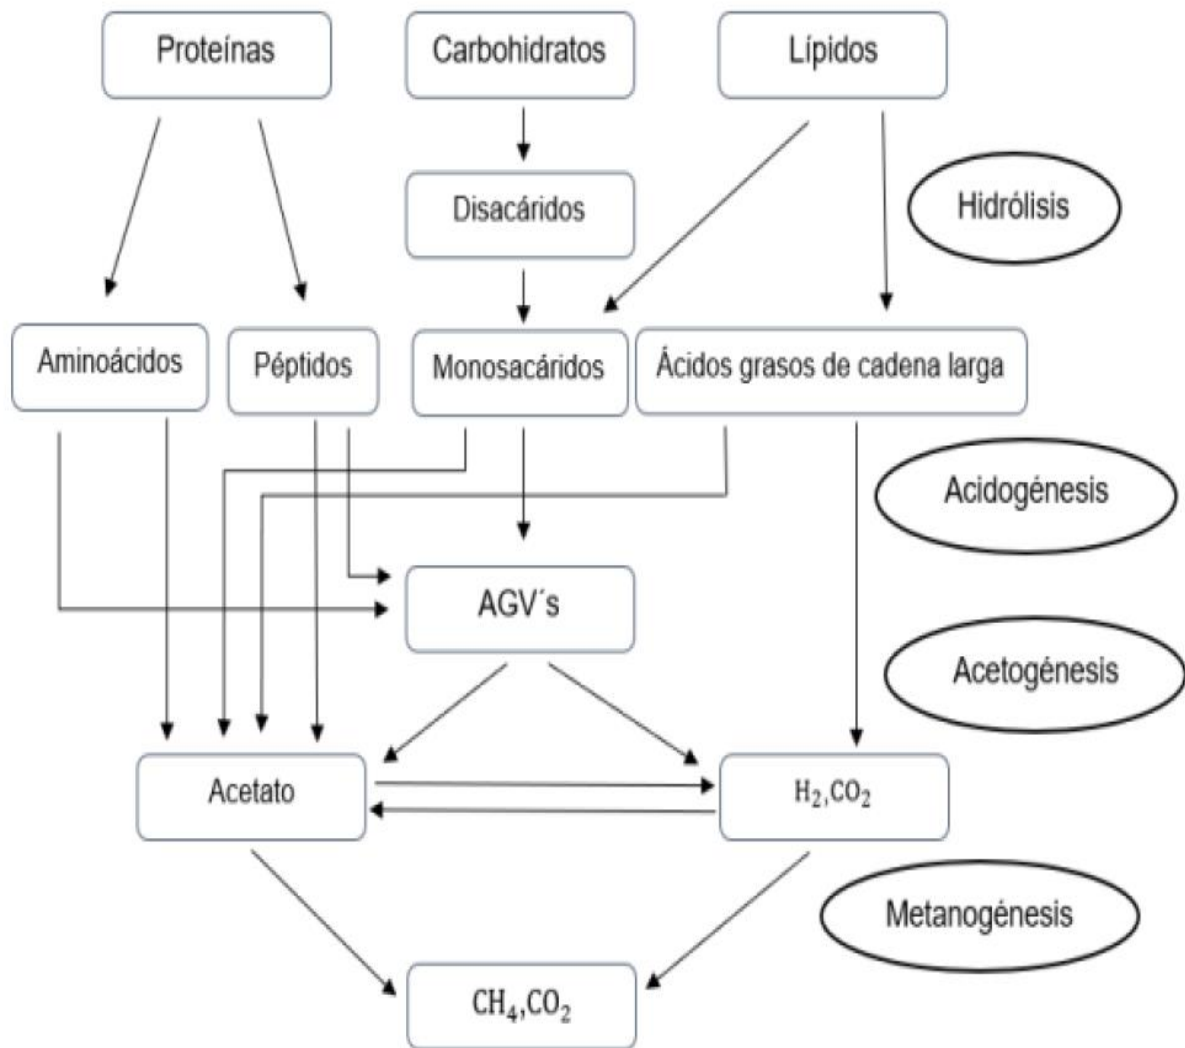 Proteínas
Carbohidratos
Lípidos
Disacáridos
Hidrólisis
Aminoácidos
Péptidos
Monosacáridos
Ácidos grasos de cadena larga
Acidogénesis
AGV´s
Acetogénesis
Acetato
H₂,CO₂
Metanogénesis
CH₄,CO₂